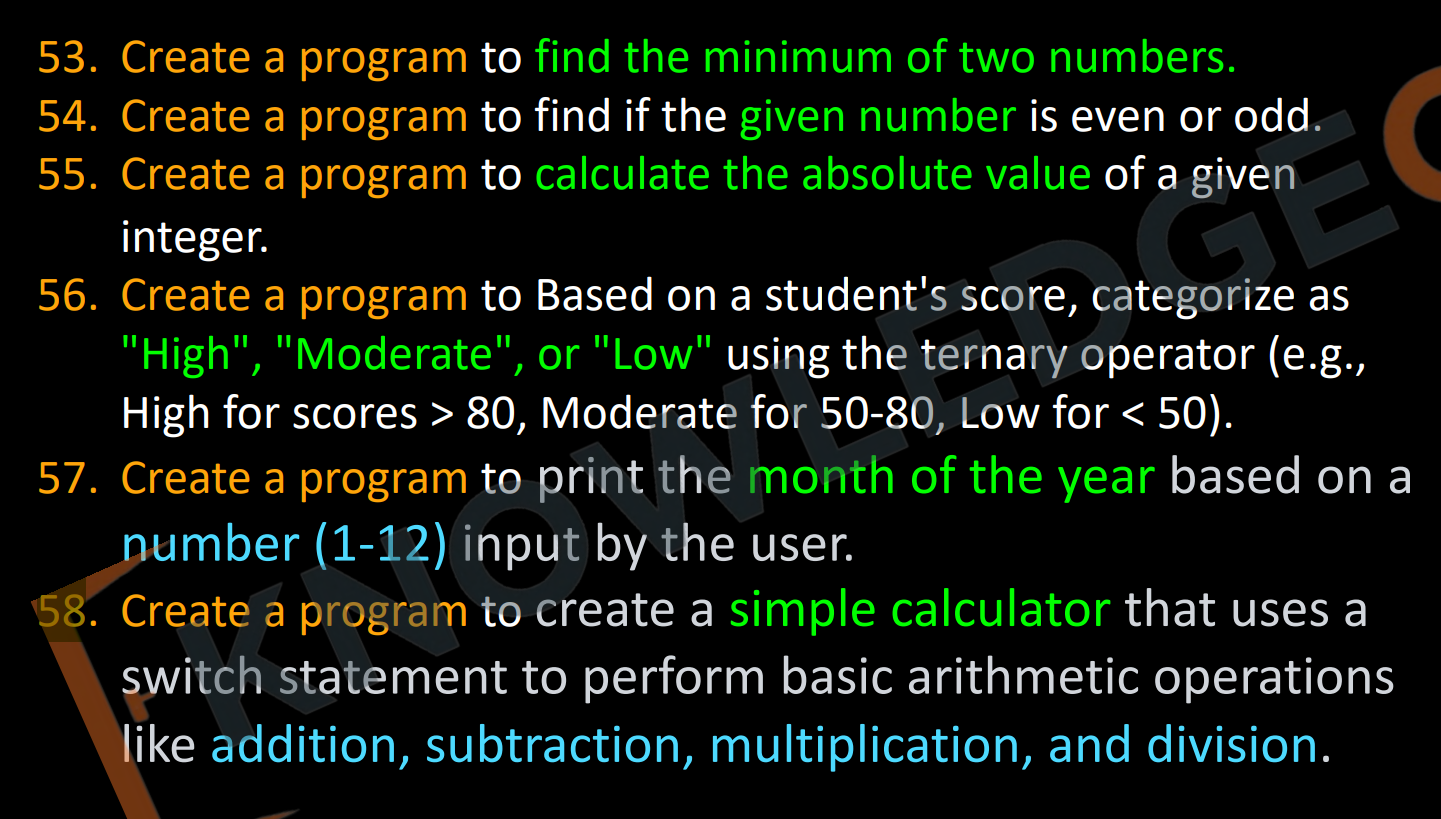 53. Create a program to find the minimum of two numbers.
54. Create a program to find if the given number is even or odd.
55. Create a program to calculate the absolute value of a given
integer.
56. Create a program to Based on a student's score, categorize as
"High", "Moderate", or "Low" using the ternary operator (e.g.,
High for scores > 80, Moderate for 50-80, Low for < 50).
57. Create a program to print the month of the year based on a
number (1-12) input by the user.
58. Create a program to create a simple calculator that uses a
switch statement to perform basic arithmetic operations
like addition, subtraction, multiplication, and division.
KNOWLEDGE